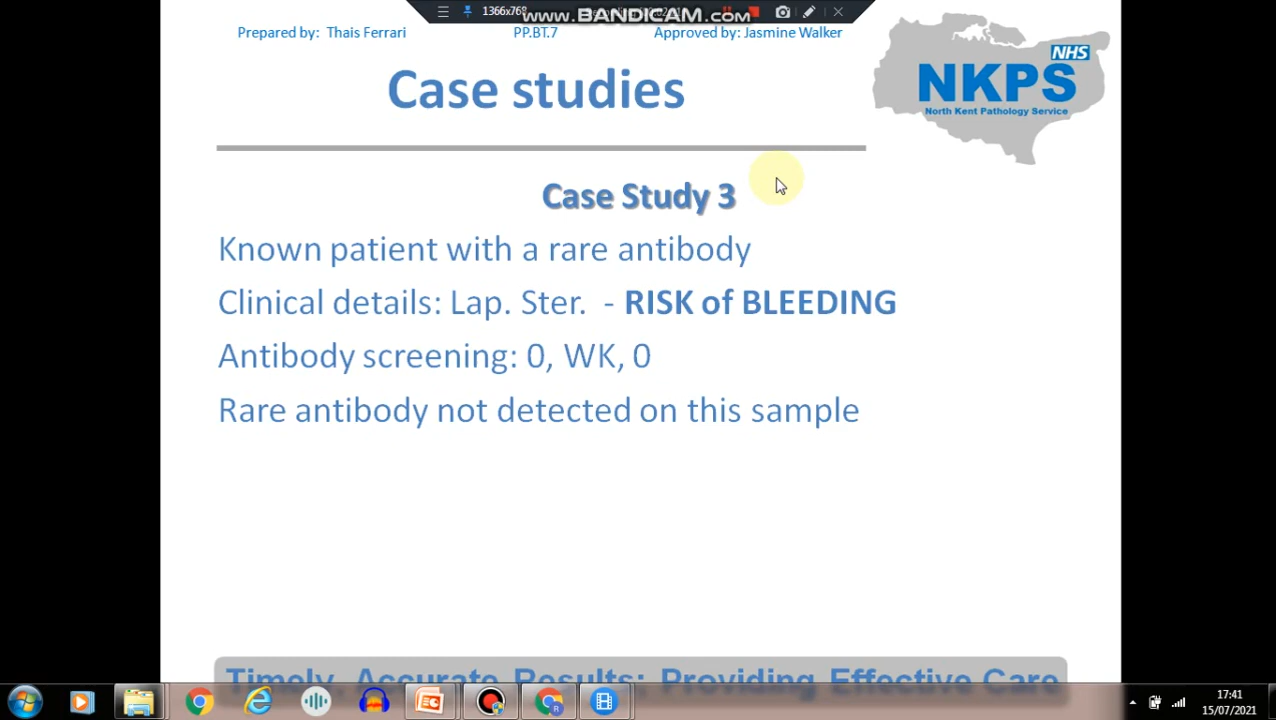 1366x768
www.BANDICAM.com
Prepared by: Thais Ferrari PP.BT.7 Approved by: Jasmine Walker
NHS
NKPS
North Kent Pathology Service
Case studies
Case Study 3
Known patient with a rare antibody
Clinical details: Lap. Ster. - RISK of BLEEDING
Antibody screening: 0, WK, 0
Rare antibody not detected on this sample
Timely, Accurate Results; Providing Effective Care
17:41
15/07/2021